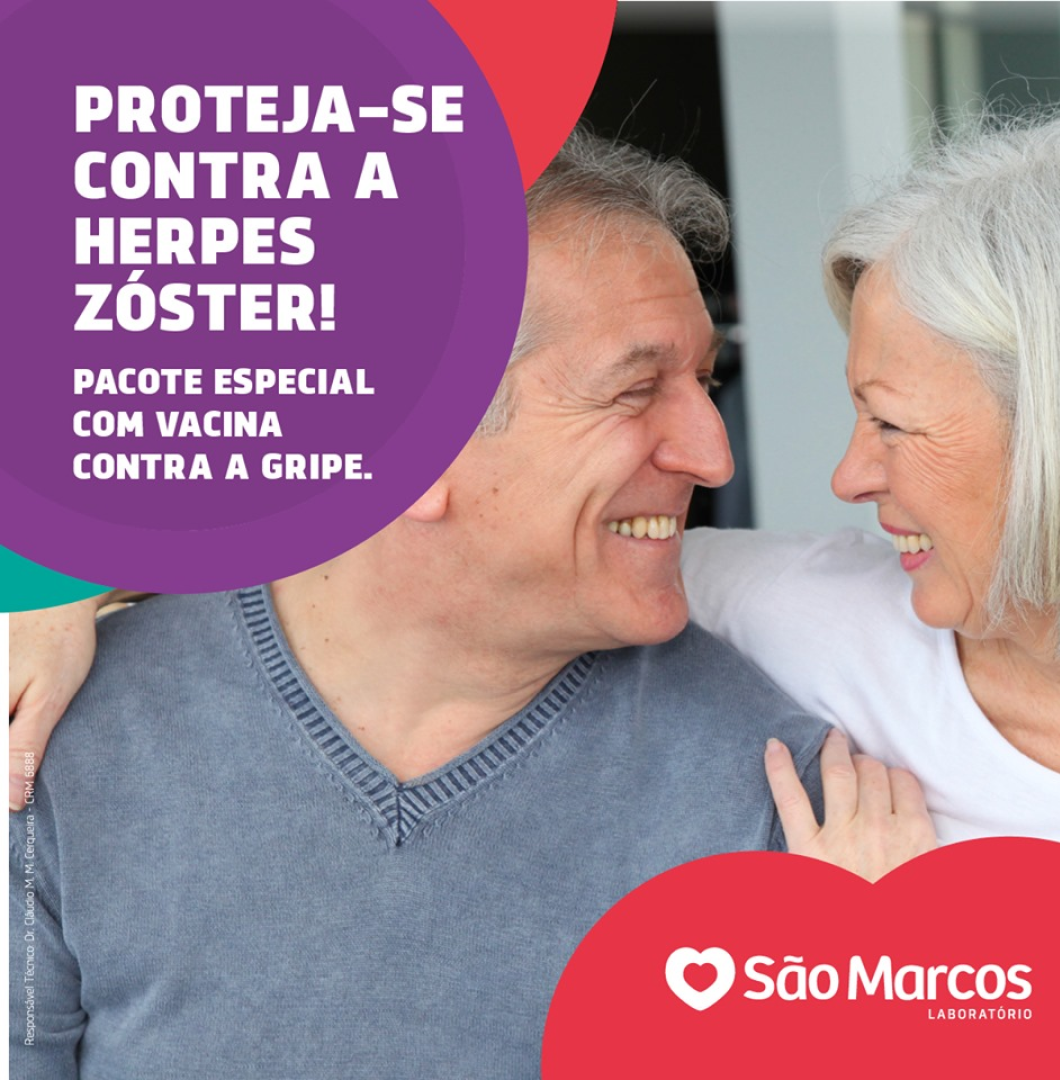 PROTEJA-SE
CONTRA A
HERPES
ZÓSTER!
PACOTE ESPECIAL
COM VACINA
CONTRA A GRIPE.
Responsável Técnico: Dr. Cláudio M. M. Cerqueira - CRM 6888
São Marcos
LABORATÓRIO